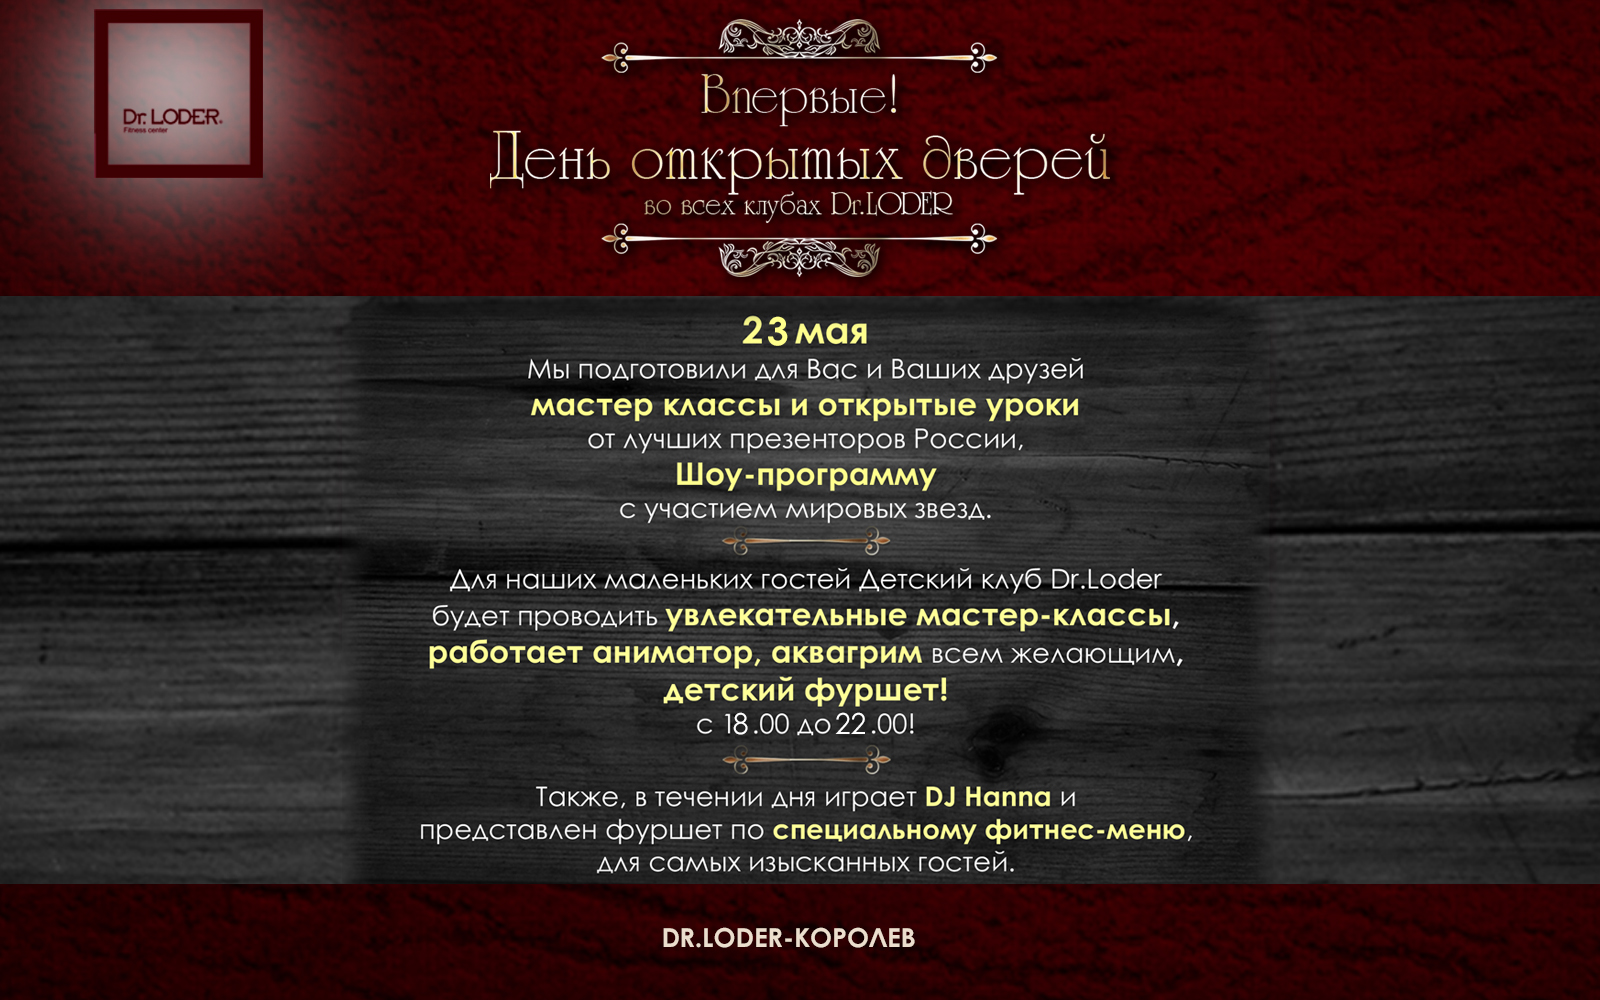 Dr. LODER®
Fitness center
Впервые!
День открытых дверей
во всех клубах Dr.LODER
23 мая
Мы подготовили для Вас и Ваших друзей
мастер классы и открытые уроки
от лучших презенторов России,
Шоу-программу
с участием мировых звезд.
Для наших маленьких гостей Детский клуб Dr.Loder
будет проводить увлекательные мастер-классы,
работает аниматор, аквагрим всем желающим,
детский фуршет!
с 18.00 до 22.00!
Также, в течении дня играет DJ Hanna и
представлен фуршет по специальному фитнес-меню,
для самых изысканных гостей.
DR.LODER-КОРОЛЕВ